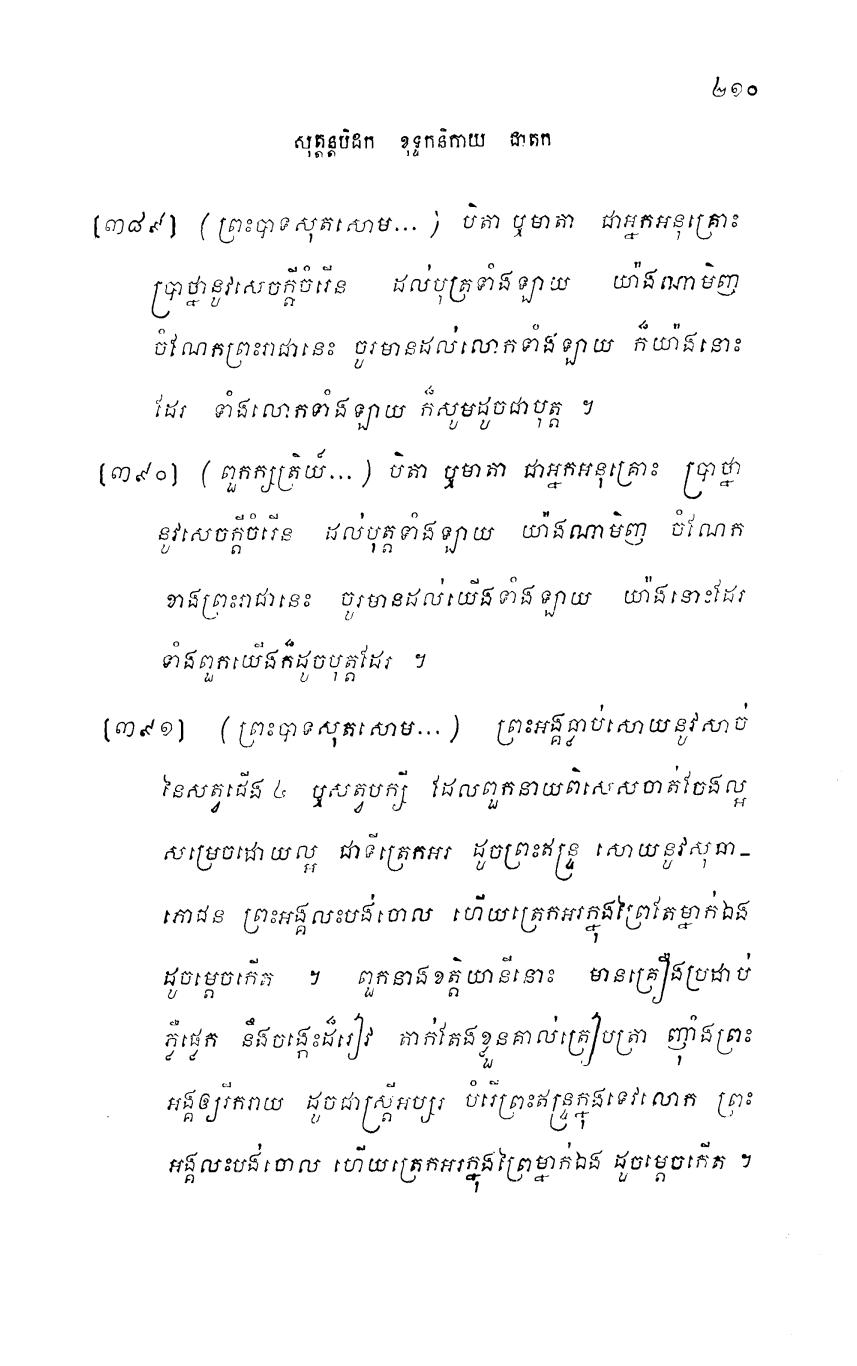 ២១០
សុត្តន្តបិដក ខុទ្ទកនិកាយ ជាតក
[៣៨៩] (ព្រះបាទសុតសោម...) បិតា ឬមាតា ជាអ្នកអនុគ្រោះ
ប្រាថ្នានូវសេចក្តីចំរើន ដល់បុត្រទាំងឡាយ យ៉ាងណាមិញ
ចំណែកព្រះរាជានេះ ចូរមានដល់លោកទាំងឡាយ ក៏យ៉ាងនោះ
ដែរ ទាំងលោកទាំងឡាយ ក៏សូមដូចជាបុត្ត ។
[៣៩០] (ពួកក្សត្រិយ៍...) បិតា ឬមាតា ជាអ្នកអនុគ្រោះ ប្រាថ្នា
នូវសេចក្តីចំរើន ដល់បុត្តទាំងឡាយ យ៉ាងណាមិញ ចំណែក
ខាងព្រះរាជានេះ ចូរមានដល់យើងទាំងឡាយ យ៉ាងនោះដែរ
ទាំងពួកយើងក៏ដូចបុត្តដែរ ។
[៣៩១] (ព្រះបាទសុតសោម...) ព្រះអង្គធ្លាប់សោយនូវសាច់
នៃសត្វជើង ៤ ឬសត្វបក្សី ដែលពួកនាយពិសេសចាត់ចែងល្អ
សម្រេចដោយល្អ ជាទីត្រេកអរ ដូចព្រះឥន្ទ្រ សោយនូវសុធា-
ភោជន ព្រះអង្គលះបង់ចោល ហើយត្រេកអរក្នុងព្រៃតែម្នាក់ឯង
ដូចម្តេចកើត ។ ពួកនាងខត្តិយានីនោះ មានគ្រឿងប្រដាប់
ភ្លឺផ្លេក នឹងចង្កេះដ៏រៀវ តាក់តែងខ្លួនគាល់គ្រៀបត្រា ញ៉ាំងព្រះ
អង្គឲ្យរីករាយ ដូចជាស្ត្រីអប្សរ បំរើព្រះឥន្ទ្រក្នុងទេវលោក ព្រះ
អង្គលះបង់ចោល ហើយត្រេកអរក្នុងព្រៃម្នាក់ឯង ដូចម្តេចកើត ។